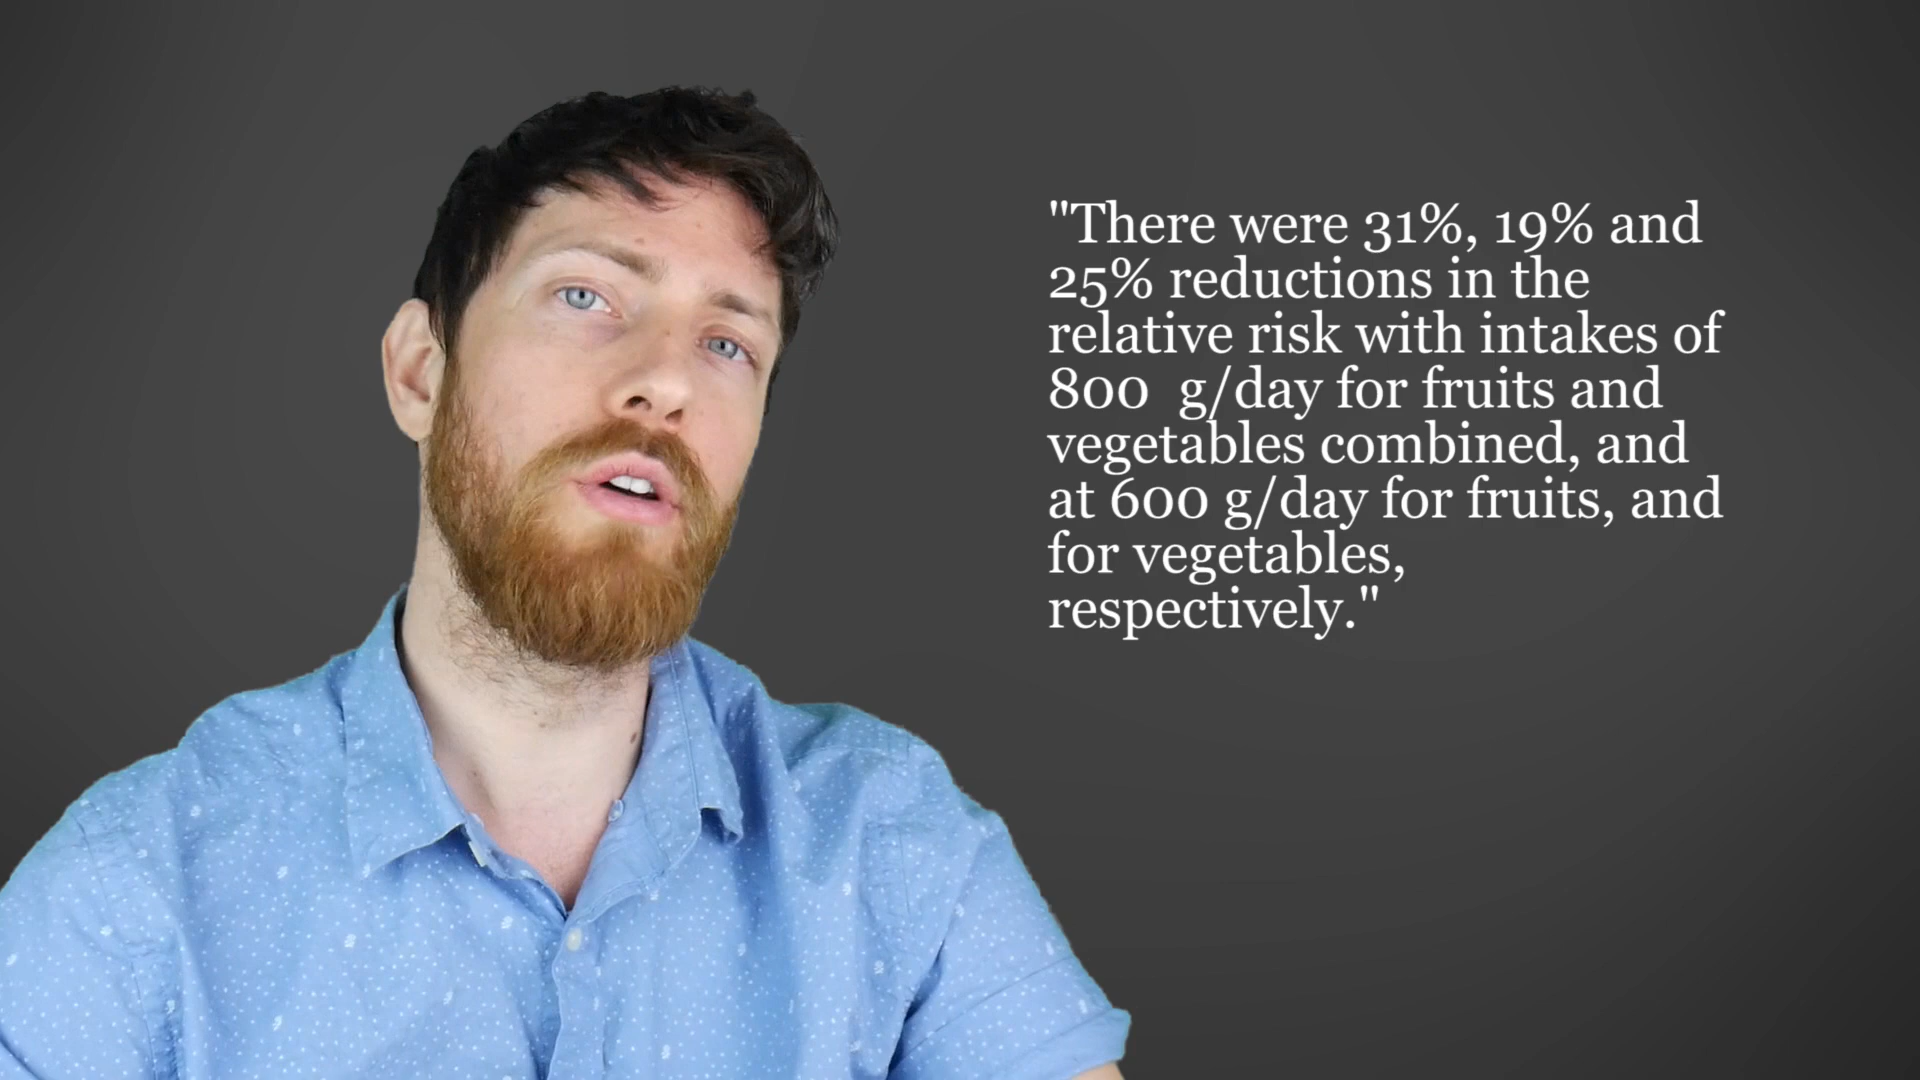 "There were 31%, 19% and
25% reductions in the
relative risk with intakes of
800  g/day for fruits and
vegetables combined, and
at 600 g/day for fruits, and
for vegetables,
respectively."